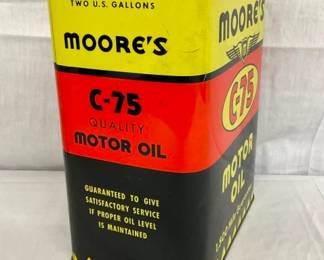 TWO U.S. GALLONS
MOORE'S
C-75
QUALITY
MOTOR OIL
GUARANTEED TO GIVE
SATISFACTORY SERVICE
IF PROPER OIL LEVEL
IS MAINTAINED
MOORE'S
C-75
MOTOR
OIL